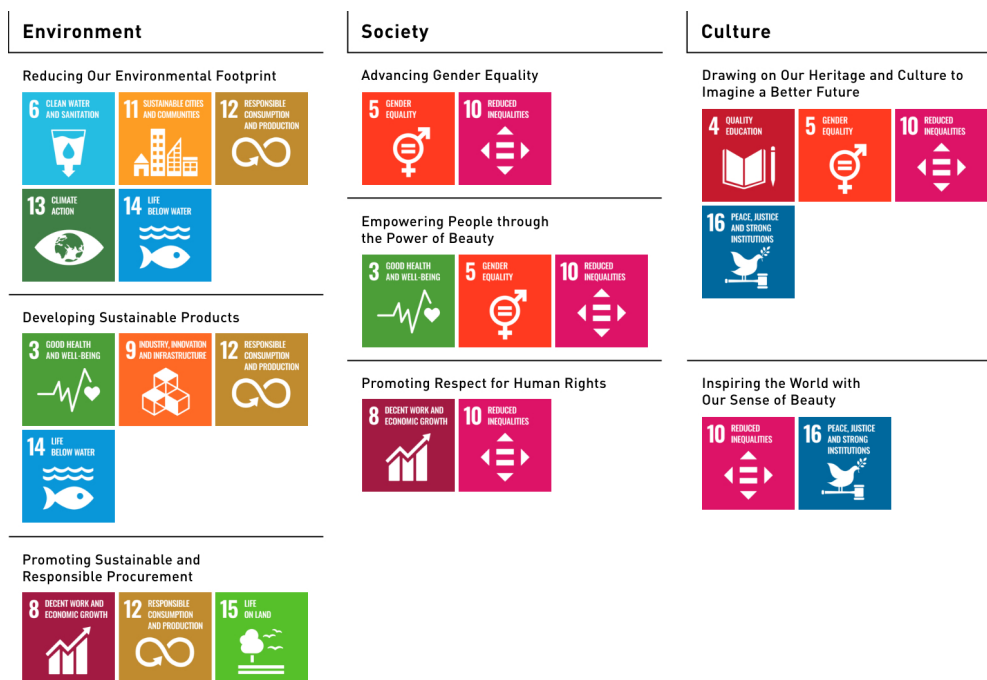 Environment
Reducing Our Environmental Footprint
6 CLEAN WATER
AND SANITATION
11 SUSTAINABLE CITIES
AND COMMUNITIES
12 RESPONSIBLE
CONSUMPTION
AND PRODUCTION
13 CLIMATE
ACTION
14 LIFE
BELOW WATER
Developing Sustainable Products
3 GOOD HEALTH
AND WELL-BEING
9 INDUSTRY, INNOVATION
AND INFRASTRUCTURE
12 RESPONSIBLE
CONSUMPTION
AND PRODUCTION
14 LIFE
BELOW WATER
Promoting Sustainable and
Responsible Procurement
8 DECENT WORK AND
ECONOMIC GROWTH
12 RESPONSIBLE
CONSUMPTION
AND PRODUCTION
15 LIFE
ON LAND
Society
Advancing Gender Equality
5 GENDER
EQUALITY
10 REDUCED
INEQUALITIES
Empowering People through
the Power of Beauty
3 GOOD HEALTH
AND WELL-BEING
5 GENDER
EQUALITY
10 REDUCED
INEQUALITIES
Promoting Respect for Human Rights
8 DECENT WORK AND
ECONOMIC GROWTH
10 REDUCED
INEQUALITIES
Culture
Drawing on Our Heritage and Culture to
Imagine a Better Future
4 QUALITY
EDUCATION
5 GENDER
EQUALITY
10 REDUCED
INEQUALITIES
16 PEACE, JUSTICE
AND STRONG
INSTITUTIONS
Inspiring the World with
Our Sense of Beauty
10 REDUCED
INEQUALITIES
16 PEACE, JUSTICE
AND STRONG
INSTITUTIONS